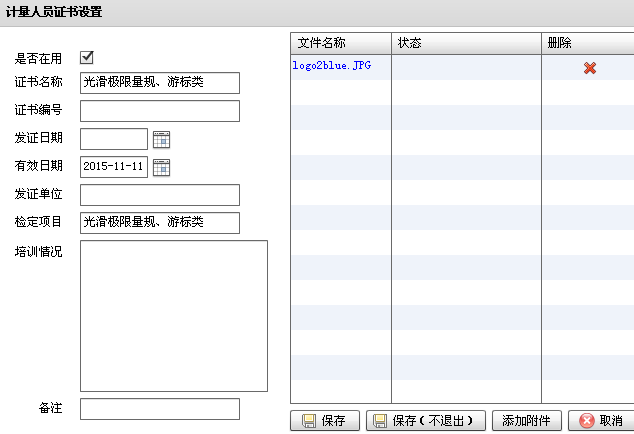 计量人员证书设置
是否在用
证书名称 光滑极限量规、游标类
证书编号
发证日期
有效日期 2015-11-11
发证单位
检定项目 光滑极限量规、游标类
培训情况
备注
文件名称 状态 删除
logo2blue.JPG
保存 保存（不退出） 添加附件 取消